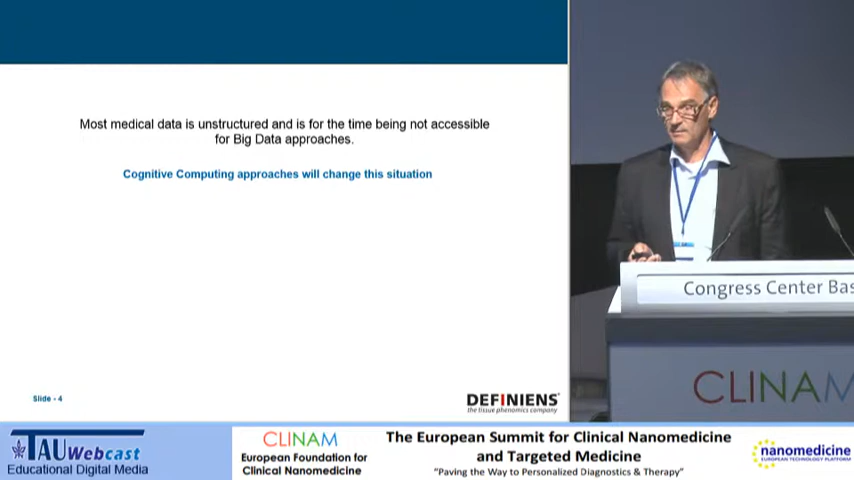 Most medical data is unstructured and is for the time being not accessible
for Big Data approaches.
Cognitive Computing approaches will change this situation
Slide - 4
DEFINIENS
the tissue phenomics company
Congress Center Bas
CLINAM
TAUWebcast
Educational Digital Media
CLINAM
European Foundation for
Clinical Nanomedicine
The European Summit for Clinical Nanomedicine
and Targeted Medicine
"Paving the Way to Personalized Diagnostics & Therapy"
nanomedicine
EUROPEAN TECHNOLOGY PLATFORM